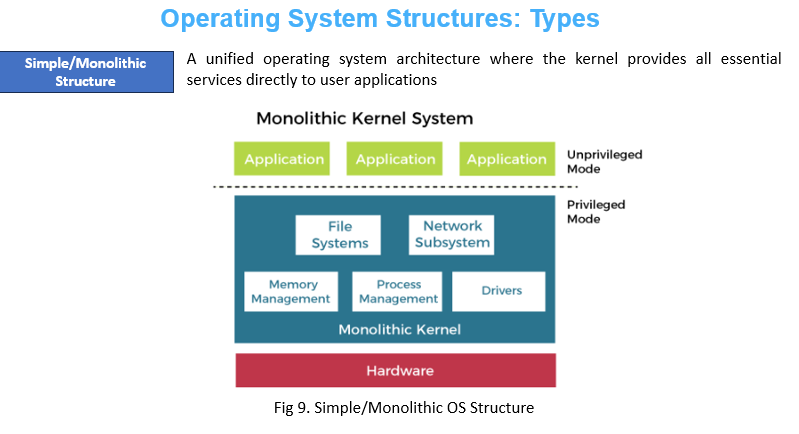 Operating System Structures: Types
Simple/Monolithic
Structure
A unified operating system architecture where the kernel provides all essential
services directly to user applications
Monolithic Kernel System
Application
Application
Application
Unprivileged
Mode
Privileged
Mode
File
Systems
Network
Subsystem
Memory
Management
Process
Management
Drivers
Monolithic Kernel
Hardware
Fig 9. Simple/Monolithic OS Structure